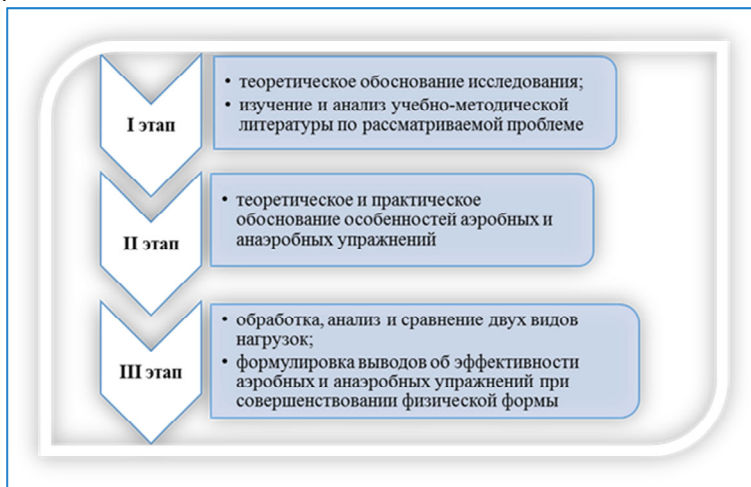 I этап
• теоретическое обоснование исследования;
• изучение и анализ учебно-методической
литературы по рассматриваемой проблеме
II этап
• теоретическое и практическое
обоснование особенностей аэробных и
анаэробных упражнений
III этап
• обработка, анализ и сравнение двух видов
нагрузок;
• формулировка выводов об эффективности
аэробных и анаэробных упражнений при
совершенствовании физической формы